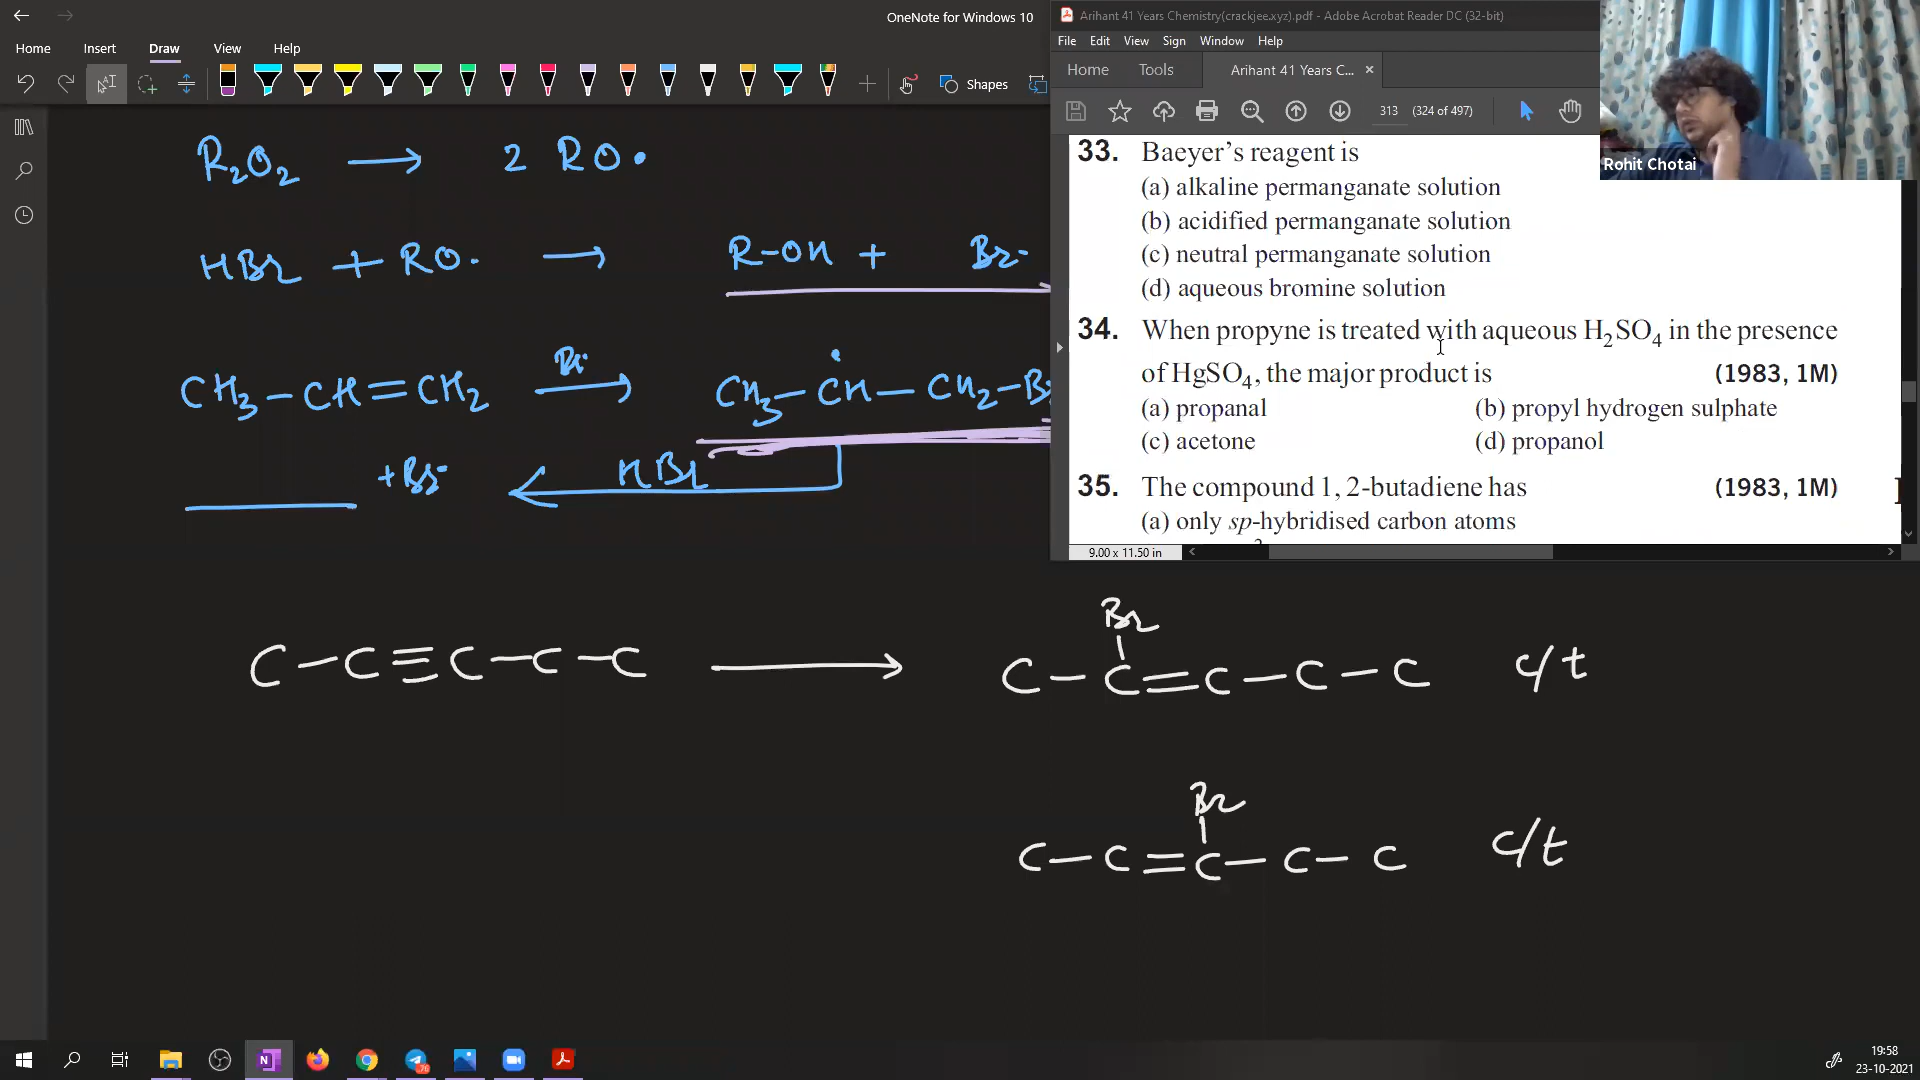 OneNote for Windows 10
Home Insert Draw View Help
Shapes
R₂O₂ → 2 RO•
HBr + RO• → R-OH + Br•
CH₃-CH=CH₂ →(Br•) CH₃-ĊH-CH₂-Br
+Br• ←(HBr)
Arihant 41 Years Chemistry(crackjee.xyz).pdf - Adobe Acrobat Reader DC (32-bit)
File Edit View Sign Window Help
Home Tools Arihant 41 Years C... ×
313 (324 of 497)
Rohit Chotai
33. Baeyer's reagent is
(a) alkaline permanganate solution
(b) acidified permanganate solution
(c) neutral permanganate solution
(d) aqueous bromine solution
34. When propyne is treated with aqueous H₂SO₄ in the presence
of HgSO₄, the major product is (1983, 1M)
(a) propanal (b) propyl hydrogen sulphate
(c) acetone (d) propanol
35. The compound 1, 2-butadiene has (1983, 1M)
(a) only sp-hybridised carbon atoms
9.00 x 11.50 in
Br
C-C≡C-C-C → C-C=C-C-C c/t
Br
C-C=C-C-C c/t
19:58
23-10-2021